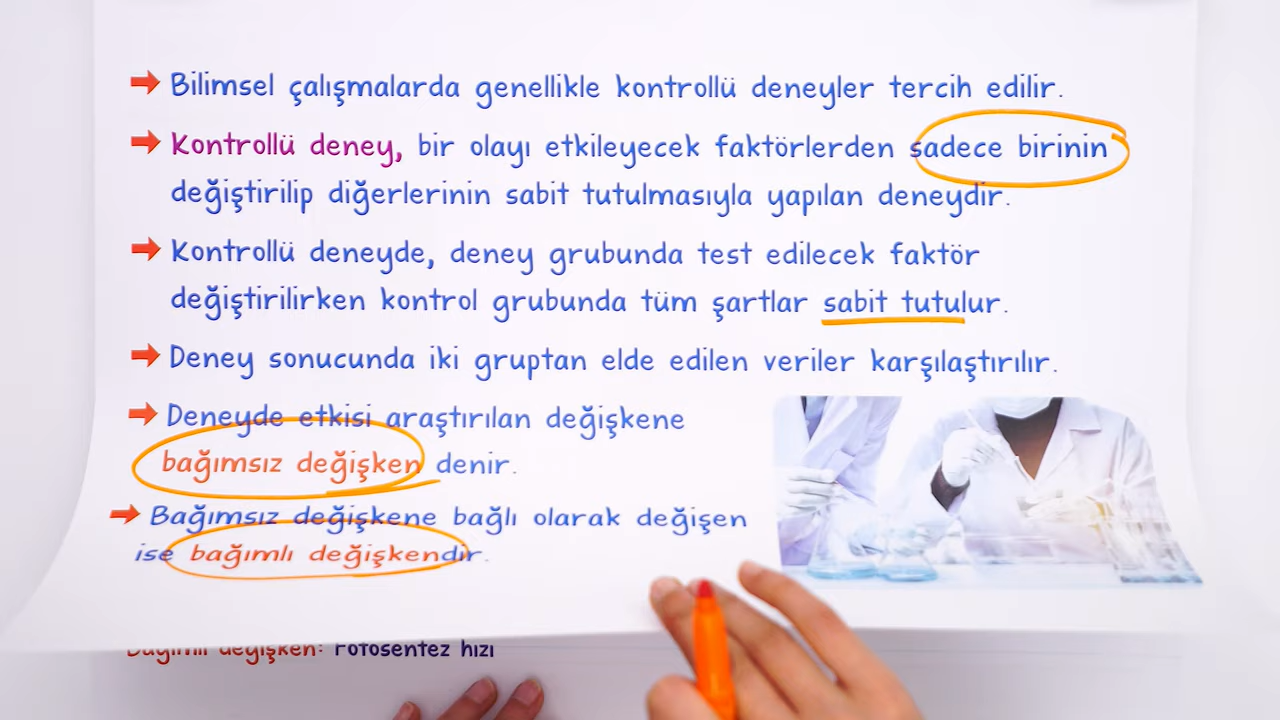 Bilimsel çalışmalarda genellikle kontrollü deneyler tercih edilir.
Kontrollü deney, bir olayı etkileyecek faktörlerden sadece birinin
değiştirilip diğerlerinin sabit tutulmasıyla yapılan deneydir.
Kontrollü deneyde, deney grubunda test edilecek faktör
değiştirilirken kontrol grubunda tüm şartlar sabit tutulur.
Deney sonucunda iki gruptan elde edilen veriler karşılaştırılır.
Deneyde etkisi araştırılan değişkene
bağımsız değişken denir.
Bağımsız değişkene bağlı olarak değişen
ise bağımlı değişkendir.
Bağımlı değişken: Fotosentez hızı